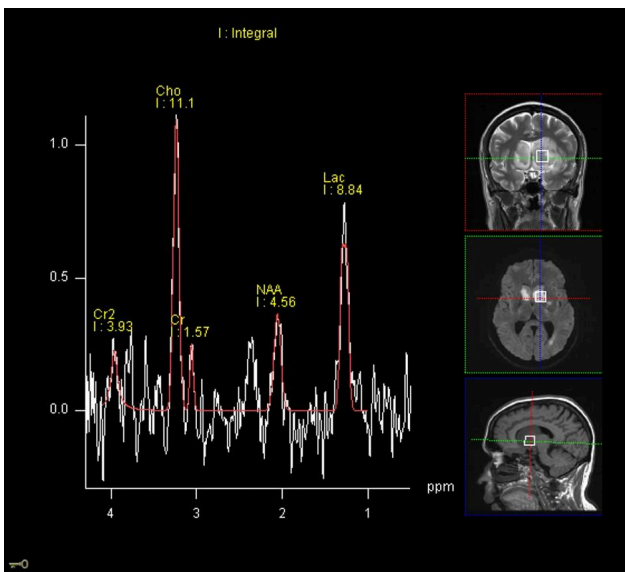 I : Integral
Cho
I : 11.1
1.0
Lac
I : 8.84
0.5
NAA
I : 4.56
Cr2
I : 3.93
Cr
I : 1.57
0.0
ppm
4 3 2 1